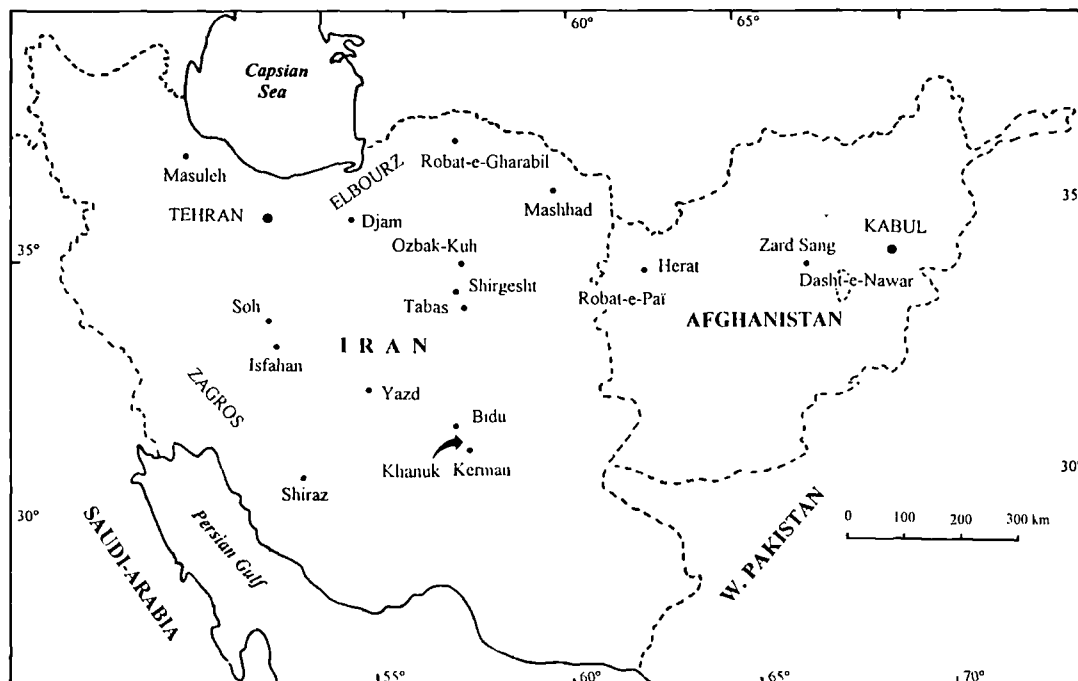 60°
65°
Capsian
Sea
Masuleh
ELBOURZ
Robat-e-Gharabil
Mashhad
35
TEHRAN
Djam
KABUL
Ozbak-Kuh
Zard Sang
35°
Herat
Dasht-e-Nawar
Shirgesht
Robat-e-Paï
Soh
Tabas
AFGHANISTAN
IRAN
Isfahan
ZAGROS
Yazd
Bidu
Khanuk
Kerman
30°
Shiraz
30°
SAUDI-ARABIA
Persian Gulf
W. PAKISTAN
0 100 200 300 km
55°
60°
65°
70°